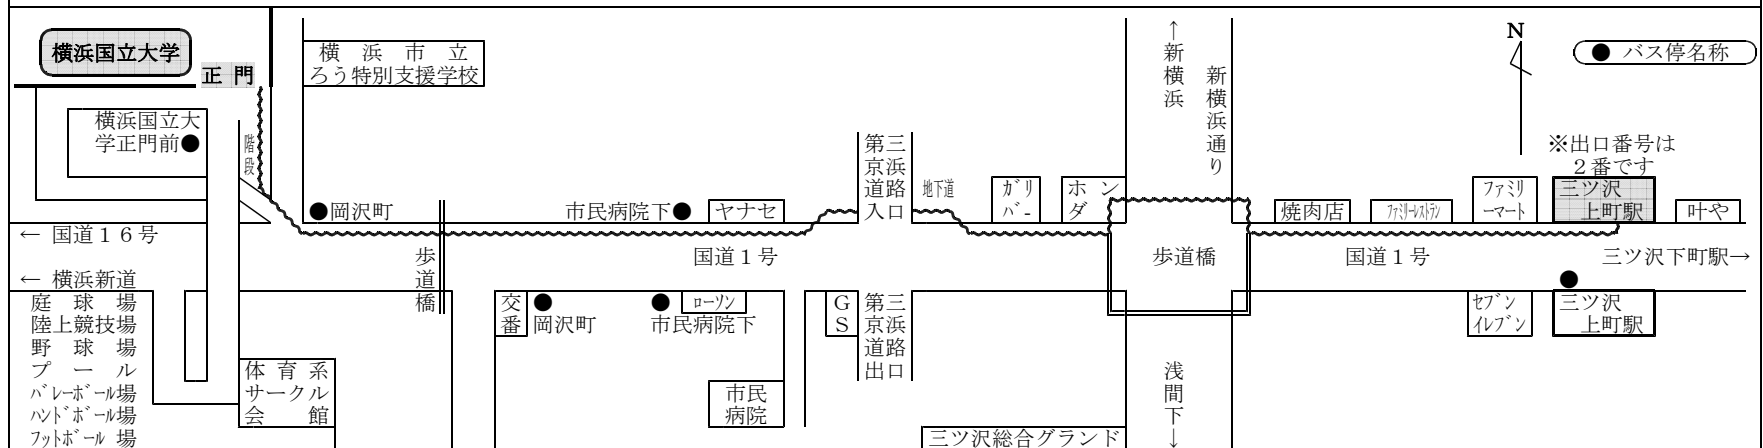 横浜国立大学
正 門
横浜国立大
学正門前●
階段
横 浜 市 立
ろう特別支援学校
●岡沢町
市民病院下●
ヤナセ
第三
京浜
道路
入口
地下道
ガリ
バー
ホン
ダ
↑新横浜
新横浜通り
N
● バス停名称
※出口番号は
2番です
焼肉店
ファミリーレストラン
ファミリ
ーマート
三ツ沢
上町駅
叶や
← 国道16号
← 横浜新道
歩道橋
国道1号
歩道橋
国道1号
三ツ沢下町駅→
庭 球 場
陸上競技場
野 球 場
プ ー ル
バレーボール場
ハンドボール場
フットボール 場
体 育 系
サークル
会 館
交番
●
岡沢町
●
ローソン
市民病院下
市民
病院
GS
第三
京浜
道路
出口
浅間下↓
三ツ沢総合グランド
セブン
イレブン
●
三ツ沢
上町駅